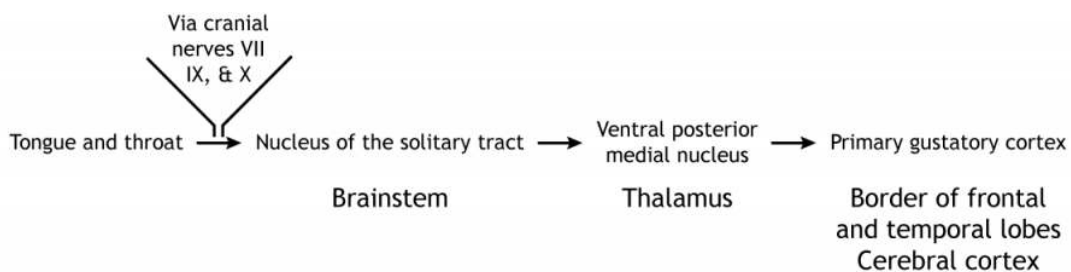 Via cranial
nerves VII
IX, & X
Tongue and throat
Nucleus of the solitary tract
Ventral posterior
medial nucleus
Primary gustatory cortex
Brainstem
Thalamus
Border of frontal
and temporal lobes
Cerebral cortex